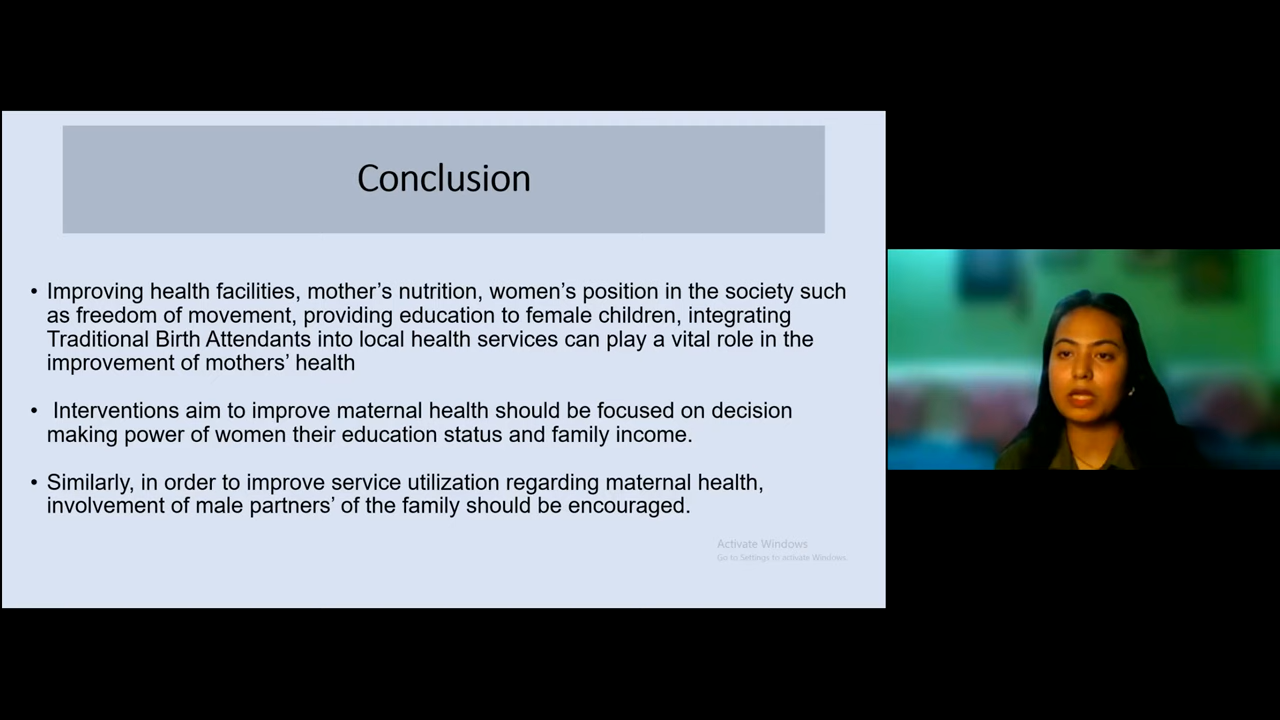 Conclusion
• Improving health facilities, mother’s nutrition, women’s position in the society such
as freedom of movement, providing education to female children, integrating
Traditional Birth Attendants into local health services can play a vital role in the
improvement of mothers’ health
• Interventions aim to improve maternal health should be focused on decision
making power of women their education status and family income.
• Similarly, in order to improve service utilization regarding maternal health,
involvement of male partners’ of the family should be encouraged.
Activate Windows
Go to Settings to activate Windows.